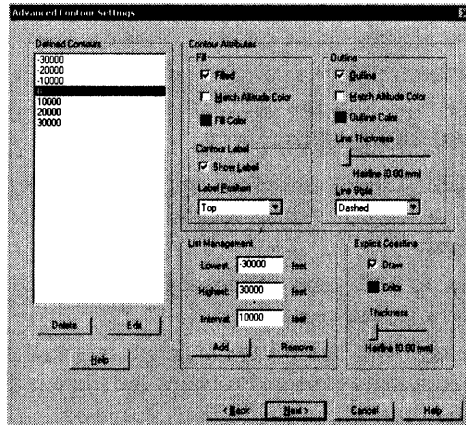 Advanced Contour Settings
Defined Contours
-30000
-20000
-10000
0
10000
20000
30000
Delete
Edit
Help
Contour Attributes
Fill
Filled
Match Altitude Color
Fill Color
Contour Label
Show Label
Label Position
Top
Outline
Outline
Match Altitude Color
Outline Color
Line Thickness
Hairline (0.00 mm)
Line Style
Dashed
List Management
Lowest: -30000 feet
Highest: 30000 feet
Interval: 10000 feet
Add
Remove
Explicit Coastline
Draw
Color
Thickness
Hairline (0.00 mm)
< Back
Next >
Cancel
Help